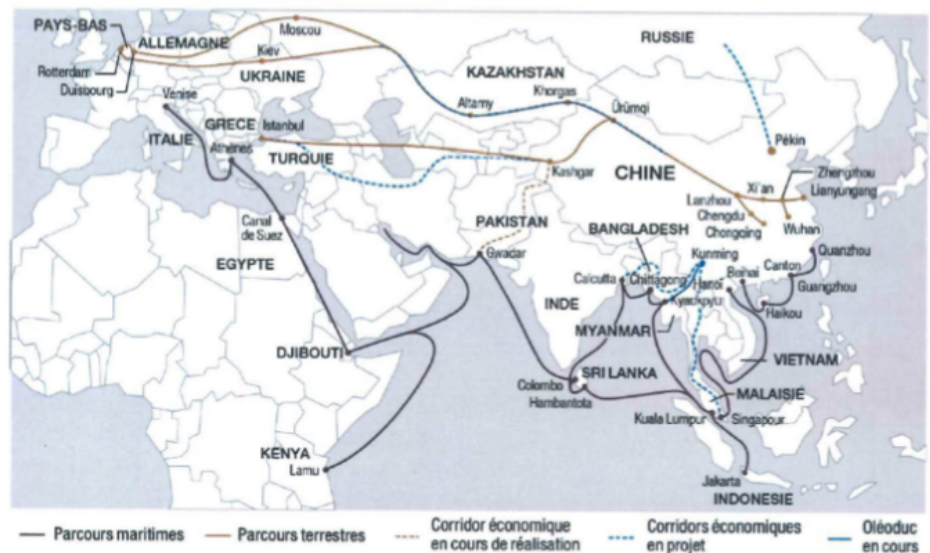 PAYS-BAS
ALLEMAGNE
Moscou
RUSSIE
Rotterdam
Duisbourg
Kiev
UKRAINE
KAZAKHSTAN
Venise
Altamy
Khorgas
Ürümqi
Pékin
ITALIE
GRECE
Istanbul
Athènes
TURQUIE
Kashgar
CHINE
Zhengzhou
Xi'an
Lianyungang
Lanzhou
Chengdu
Chongqing
Wuhan
Canal
de Suez
PAKISTAN
BANGLADESH
Gwadar
Kunming
Quanzhou
EGYPTE
Calcutta
Chittagong
Hanoï
Beihai
Canton
Guangzhou
INDE
Kyaukpyu
Haikou
MYANMAR
DJIBOUTI
VIETNAM
Colombo
SRI LANKA
Hambantota
MALAISIE
Kuala Lumpur
Singapour
KENYA
Lamu
Jakarta
INDONESIE
Parcours maritimes
Parcours terrestres
Corridor économique
en cours de réalisation
Corridors économiques
en projet
Oléoduc
en cours